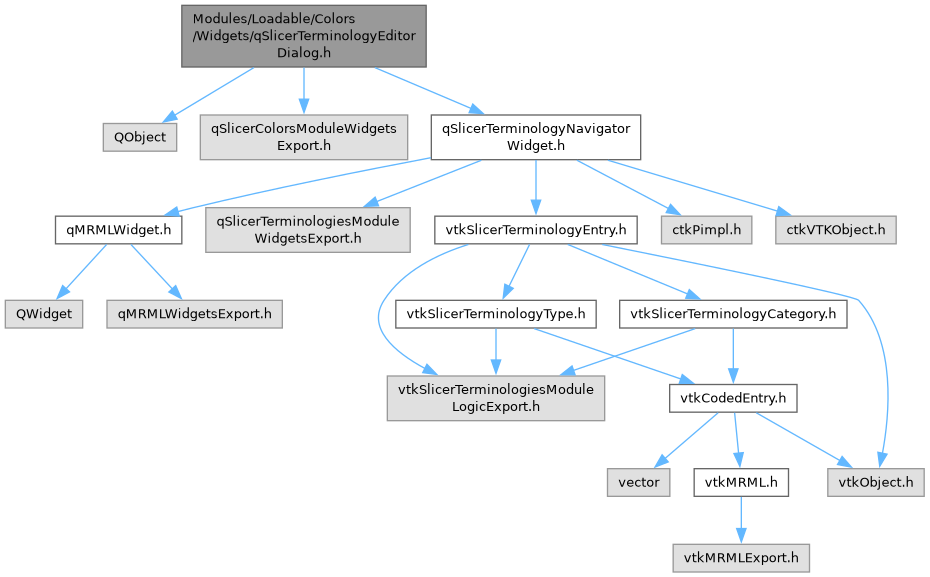 Modules/Loadable/Colors
/Widgets/qSlicerTerminologyEditor
Dialog.h
QObject
qSlicerColorsModuleWidgets
Export.h
qSlicerTerminologyNavigator
Widget.h
qMRMLWidget.h
qSlicerTerminologiesModule
WidgetsExport.h
vtkSlicerTerminologyEntry.h
ctkPimpl.h
ctkVTKObject.h
QWidget
qMRMLWidgetsExport.h
vtkSlicerTerminologyType.h
vtkSlicerTerminologyCategory.h
vtkSlicerTerminologiesModule
LogicExport.h
vtkCodedEntry.h
vector
vtkMRML.h
vtkObject.h
vtkMRMLExport.h